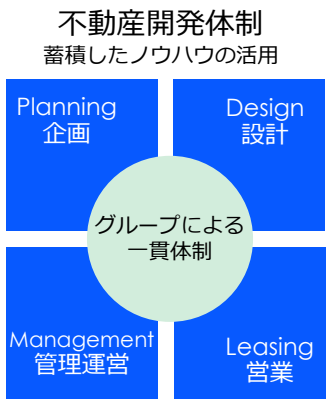 不動産開発体制
蓄積したノウハウの活用
Planning
企画
Design
設計
グループによる
一貫体制
Management
管理運営
Leasing
営業